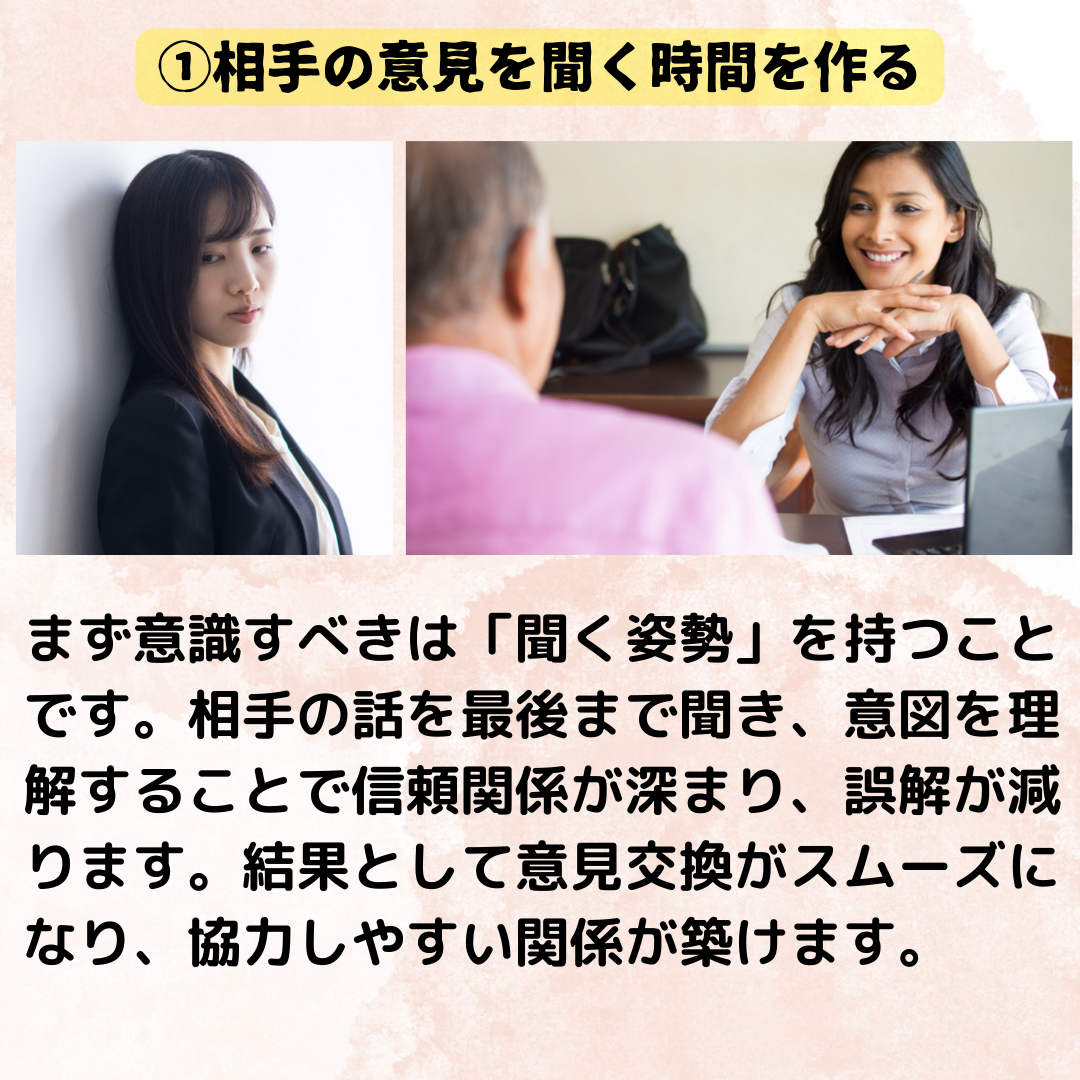 ①相手の意見を聞く時間を作る
まず意識すべきは「聞く姿勢」を持つこと
です。相手の話を最後まで聞き、意図を理
解することで信頼関係が深まり、誤解が減
ります。結果として意見交換がスムーズに
なり、協力しやすい関係が築けます。